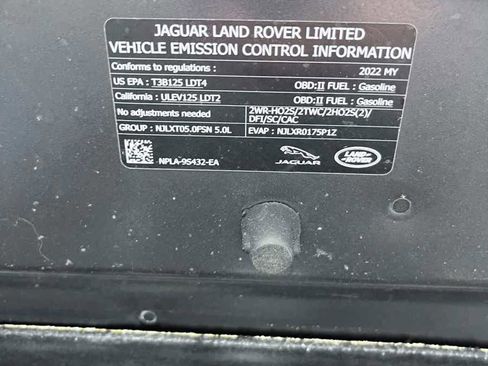 JAGUAR LAND ROVER LIMITED
VEHICLE EMISSION CONTROL INFORMATION
Conforms to regulations : 2022 MY
US EPA : T3B125 LDT4 OBD:II FUEL : Gasoline
California : ULEV125 LDT2 OBD:II FUEL : Gasoline
No adjustments needed 2WR-HO2S/2TWC/2HO2S(2)/
DFI/SC/CAC
GROUP : NJLXT05.0FSN 5.0L EVAP : NJLXR0175P1Z
NPLA-9S432-EA JAGUAR LAND-ROVER